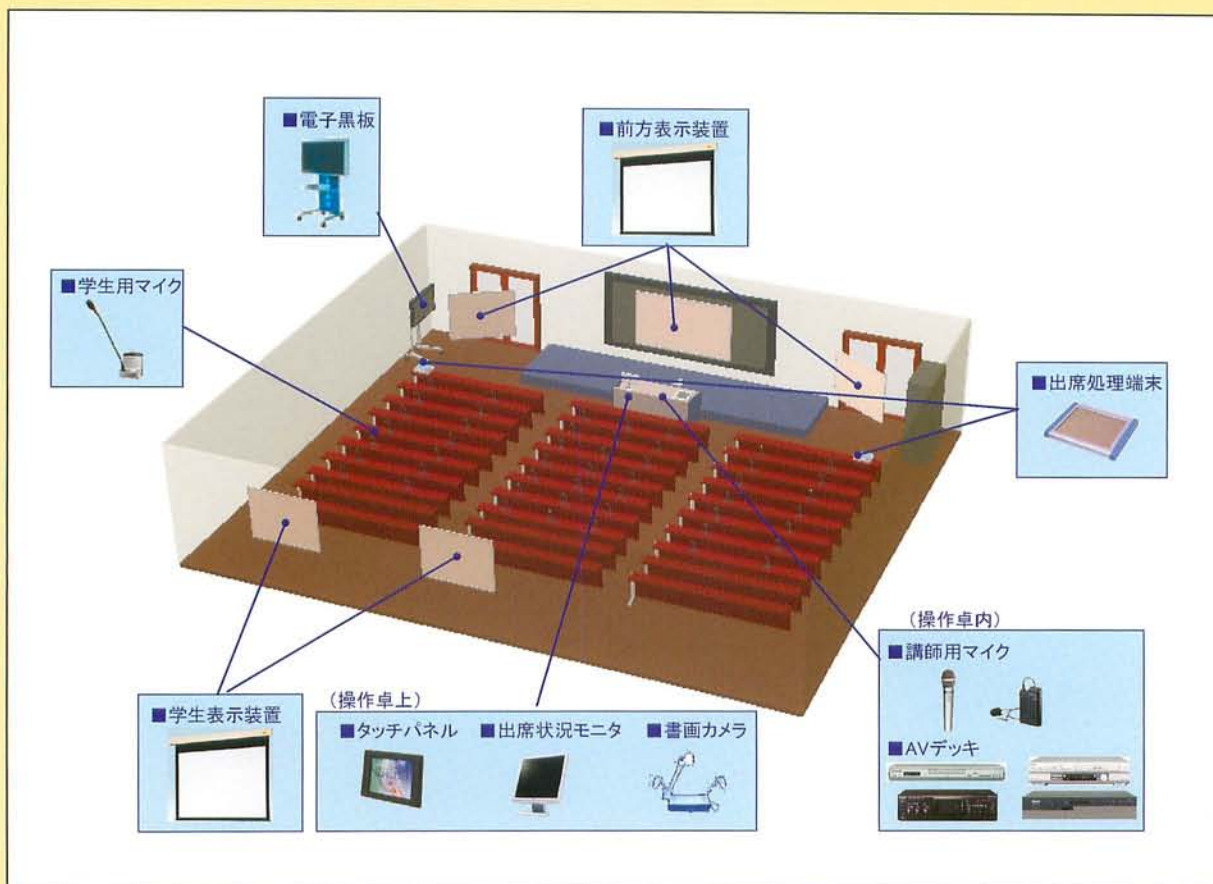 ■電子黒板
■前方表示装置
■学生用マイク
■出席処理端末
(操作卓内)
■講師用マイク
■AVデッキ
■学生表示装置
(操作卓上)
■タッチパネル ■出席状況モニタ ■書画カメラ